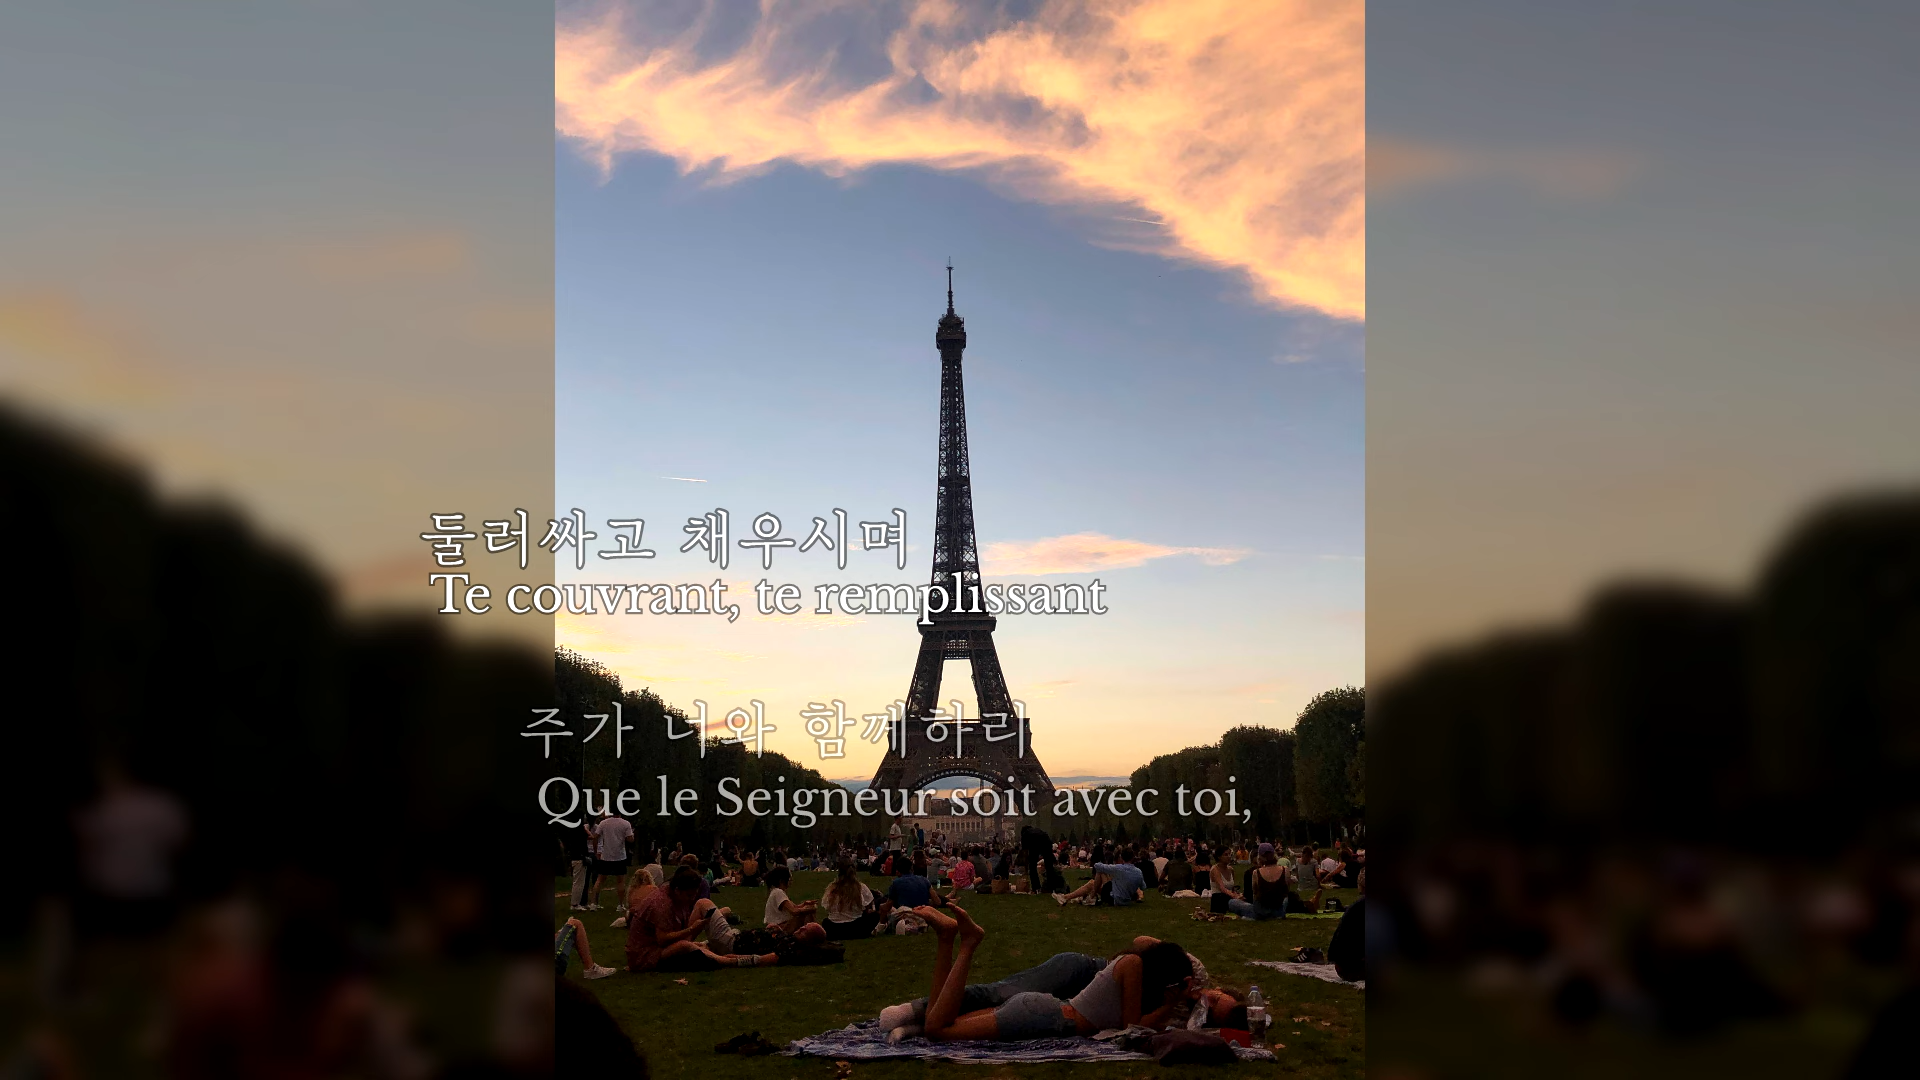 둘러싸고 채우시며
Te couvrant, te remplissant
주가 너와 함께하리
Que le Seigneur soit avec toi,